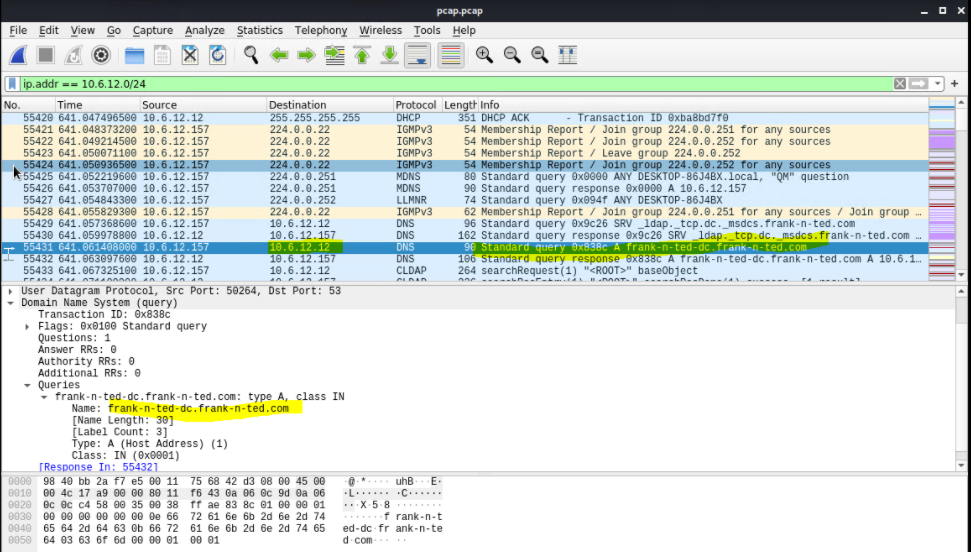 pcap.pcap
File Edit View Go Capture Analyze Statistics Telephony Wireless Tools Help
ip.addr == 10.6.12.0/24
No. Time Source Destination Protocol Length Info
55420 641.047496500 10.6.12.12 255.255.255.255 DHCP 351 DHCP ACK - Transaction ID 0xba8bd7f0
55421 641.048373200 10.6.12.157 224.0.0.22 IGMPv3 54 Membership Report / Join group 224.0.0.251 for any sources
55422 641.049214500 10.6.12.157 224.0.0.22 IGMPv3 54 Membership Report / Join group 224.0.0.252 for any sources
55423 641.050071100 10.6.12.157 224.0.0.22 IGMPv3 54 Membership Report / Leave group 224.0.0.252
55424 641.050936500 10.6.12.157 224.0.0.22 IGMPv3 54 Membership Report / Join group 224.0.0.252 for any sources
55425 641.052219600 10.6.12.157 224.0.0.251 MDNS 80 Standard query 0x0000 ANY DESKTOP-86J4BX.local, "QM" question
55426 641.053707000 10.6.12.157 224.0.0.251 MDNS 90 Standard query response 0x0000 A 10.6.12.157
55427 641.054843300 10.6.12.157 224.0.0.252 LLMNR 74 Standard query 0x094f ANY DESKTOP-86J4BX
55428 641.055829300 10.6.12.157 224.0.0.22 IGMPv3 62 Membership Report / Join group 224.0.0.251 for any sources / Join group …
55429 641.057368600 10.6.12.157 10.6.12.12 DNS 96 Standard query 0x9c26 SRV _ldap._tcp.dc._msdcs.frank-n-ted.com
55430 641.059978800 10.6.12.12 10.6.12.157 DNS 162 Standard query response 0x9c26 SRV _ldap._tcp.dc._msdcs.frank-n-ted.com …
55431 641.061408000 10.6.12.157 10.6.12.12 DNS 90 Standard query 0x838c A frank-n-ted-dc.frank-n-ted.com
55432 641.063097600 10.6.12.12 10.6.12.157 DNS 106 Standard query response 0x838c A frank-n-ted-dc.frank-n-ted.com A 10.6.1…
55433 641.067325100 10.6.12.157 10.6.12.12 CLDAP 264 searchRequest(1) "<ROOT>" baseObject
User Datagram Protocol, Src Port: 50264, Dst Port: 53
Domain Name System (query)
Transaction ID: 0x838c
Flags: 0x0100 Standard query
Questions: 1
Answer RRs: 0
Authority RRs: 0
Additional RRs: 0
Queries
frank-n-ted-dc.frank-n-ted.com: type A, class IN
Name: frank-n-ted-dc.frank-n-ted.com
[Name Length: 30]
[Label Count: 3]
Type: A (Host Address) (1)
Class: IN (0x0001)
[Response In: 55432]
0000 98 40 bb 2a f7 e5 00 11 75 68 42 d3 08 00 45 00 ·@·*···· uhB···E·
0010 00 4c 17 a9 00 00 80 11 f6 43 0a 06 0c 9d 0a 06 ·L······ ·C······
0020 0c 0c c4 58 00 35 00 38 ff ae 83 8c 01 00 00 01 ···X·5·8 ········
0030 00 00 00 00 00 00 0e 66 72 61 6e 6b 2d 6e 2d 74 ·······f rank-n-t
0040 65 64 2d 64 63 0b 66 72 61 6e 6b 2d 6e 2d 74 65 ed-dc·fr ank-n-te
0050 64 03 63 6f 6d 00 00 01 00 01 d·com··· ··